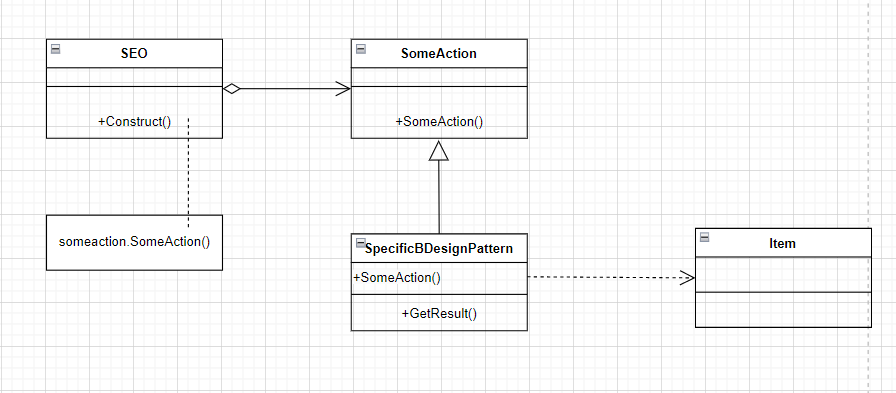 SEO
+Construct()
someaction.SomeAction()
SomeAction
+SomeAction()
SpecificBDesignPattern
+SomeAction()
+GetResult()
Item